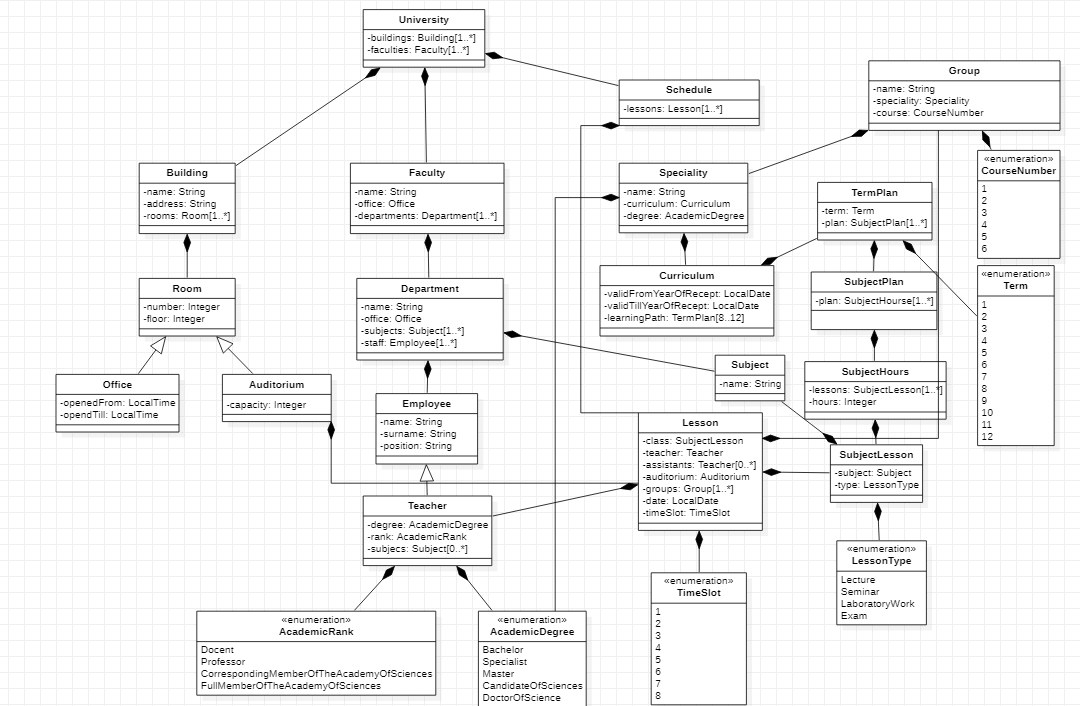 University
-buildings: Building[1..*]
-faculties: Faculty[1..*]
Schedule
-lessons: Lesson[1..*]
Group
-name: String
-speciality: Speciality
-course: CourseNumber
«enumeration»
CourseNumber
1
2
3
4
5
6
Building
-name: String
-address: String
-rooms: Room[1..*]
Faculty
-name: String
-office: Office
-departments: Department[1..*]
Speciality
-name: String
-curriculum: Curriculum
-degree: AcademicDegree
TermPlan
-term: Term
-plan: SubjectPlan[1..*]
Room
-number: Integer
-floor: Integer
Department
-name: String
-office: Office
-subjects: Subject[1..*]
-staff: Employee[1..*]
Curriculum
-validFromYearOfRecept: LocalDate
-validTillYearOfRecept: LocalDate
-learningPath: TermPlan[8..12]
SubjectPlan
-plan: SubjectHourse[1..*]
«enumeration»
Term
1
2
3
4
5
6
7
8
9
10
11
12
Office
-openedFrom: LocalTime
-opendTill: LocalTime
Auditorium
-capacity: Integer
Employee
-name: String
-surname: String
-position: String
Subject
-name: String
SubjectHours
-lessons: SubjectLesson[1..*]
-hours: Integer
Lesson
-class: SubjectLesson
-teacher: Teacher
-assistants: Teacher[0..*]
-auditorium: Auditorium
-groups: Group[1..*]
-date: LocalDate
-timeSlot: TimeSlot
SubjectLesson
-subject: Subject
-type: LessonType
Teacher
-degree: AcademicDegree
-rank: AcademicRank
-subjecs: Subject[0..*]
«enumeration»
LessonType
Lecture
Seminar
LaboratoryWork
Exam
«enumeration»
TimeSlot
1
2
3
4
5
6
7
8
«enumeration»
AcademicRank
Docent
Professor
CorrespondingMemberOfTheAcademyOfSciences
FullMemberOfTheAcademyOfSciences
«enumeration»
AcademicDegree
Bachelor
Specialist
Master
CandidateOfSciences
DoctorOfScience